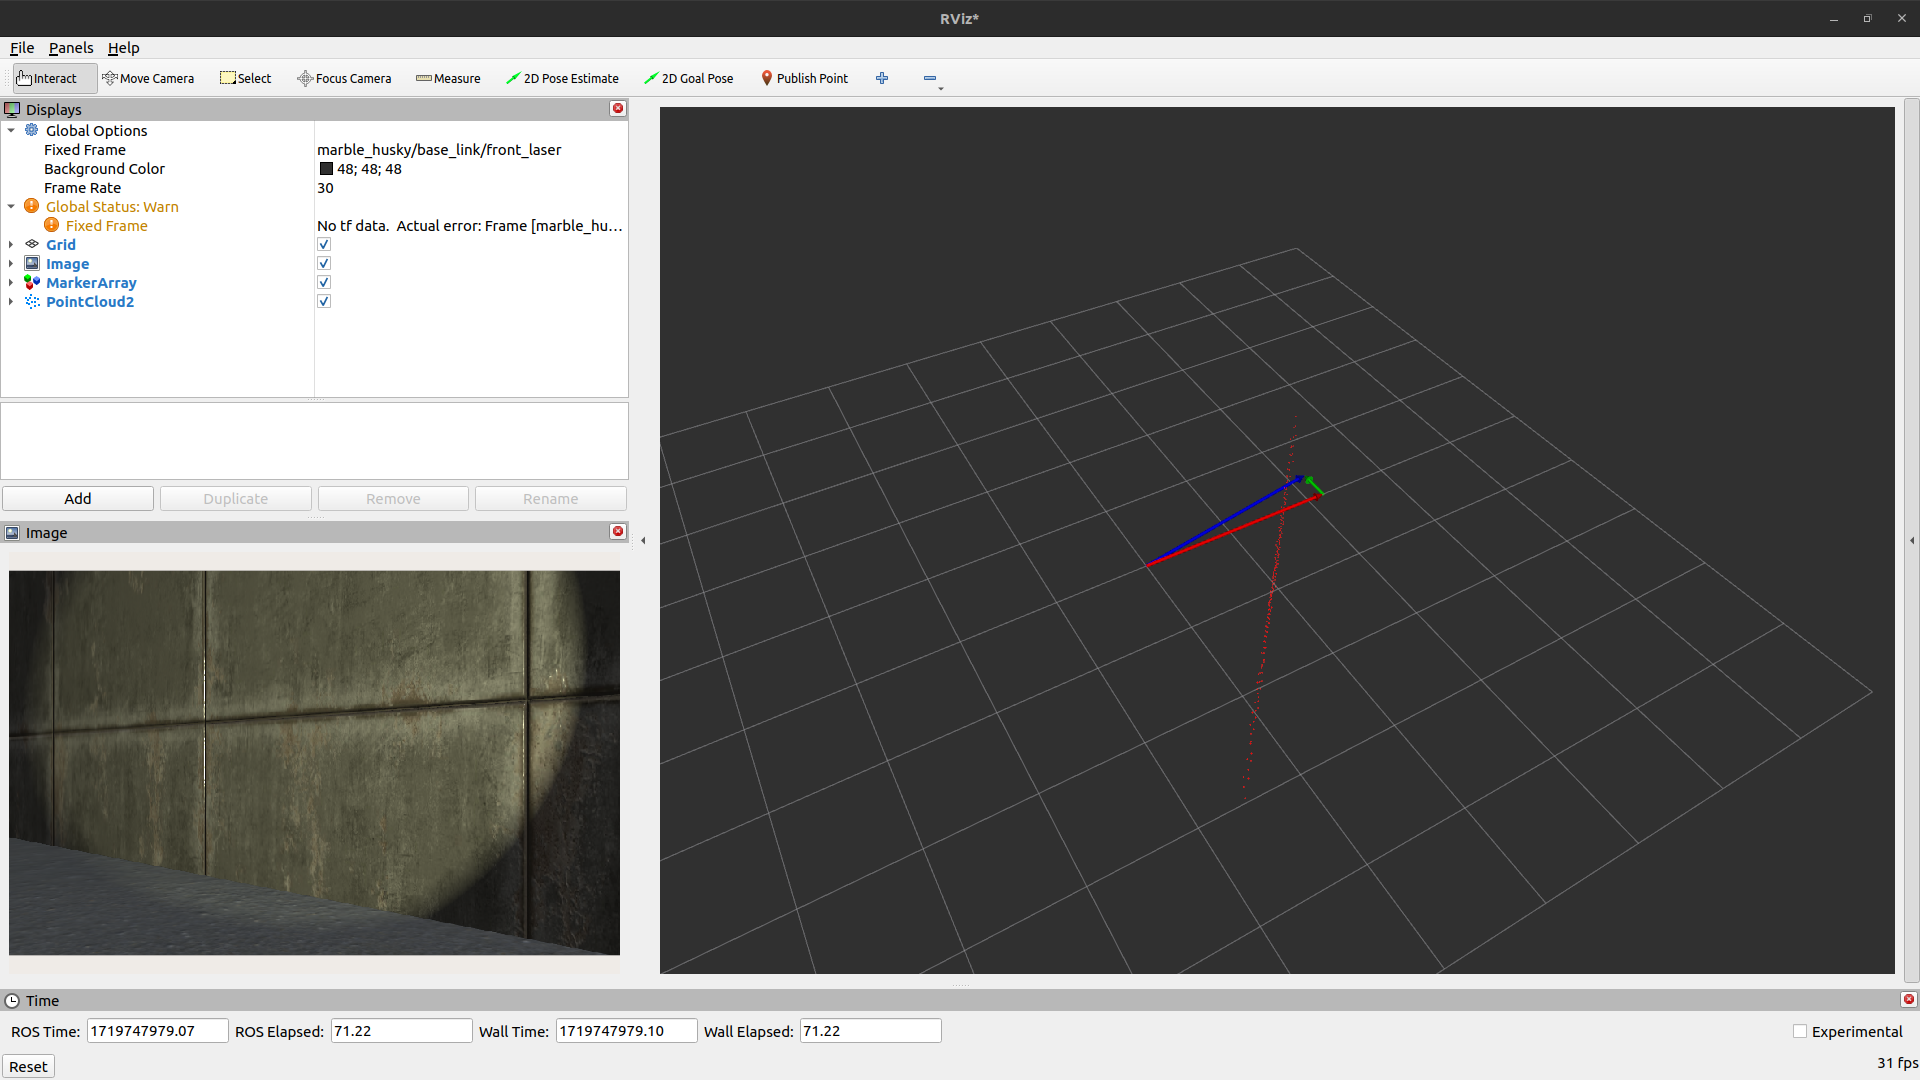 RViz*
File Panels Help
Interact Move Camera Select Focus Camera Measure 2D Pose Estimate 2D Goal Pose Publish Point
Displays
Global Options
Fixed Frame marble_husky/base_link/front_laser
Background Color 48; 48; 48
Frame Rate 30
Global Status: Warn
Fixed Frame No tf data.  Actual error: Frame [marble_hu...
Grid
Image
MarkerArray
PointCloud2
Add Duplicate Remove Rename
Image
Time
ROS Time: 1719747979.07 ROS Elapsed: 71.22 Wall Time: 1719747979.10 Wall Elapsed: 71.22 Experimental
Reset 31 fps